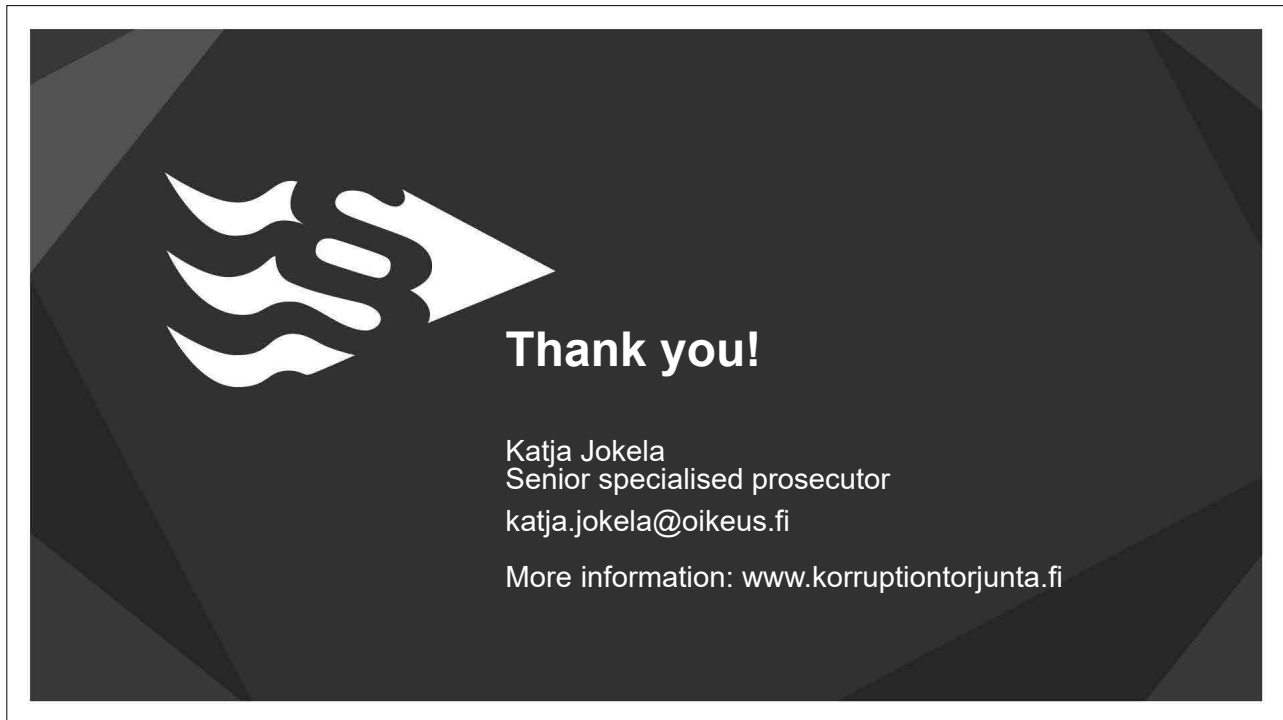 Thank you!
Katja Jokela
Senior specialised prosecutor
katja.jokela@oikeus.fi
More information: www.korruptiontorjunta.fi